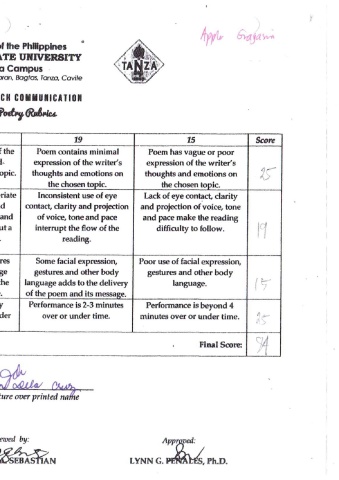 Apple
of the Philippines
ATE UNIVERSITY
a Campus
oran, Bagtas, Tanza, Cavite
TANZA
CH COMMUNICATION
Poetry Rubrics
19 15 Score
f the Poem contains minimal Poem has vague or poor
expression of the writer's expression of the writer's
opic. thoughts and emotions on thoughts and emotions on 25
the chosen topic. the chosen topic.
riate Inconsistent use of eye Lack of eye contact, clarity
d contact, clarity and projection and projection of voice, tone
and of voice, tone and pace and pace make the reading 19
ut a interrupt the flow of the difficulty to follow.
reading.
res Some facial expression, Poor use of facial expression,
ge gestures and other body gestures and other body
he language adds to the delivery language. 15
of the poem and its message.
y Performance is 2-3 minutes Performance is beyond 4
der over or under time. minutes over or under time. 25
Final Score: 84
dela Cruz
ture over printed name
ewed by: Approved:
SEBASTIAN LYNN G. PENALES, Ph.D.